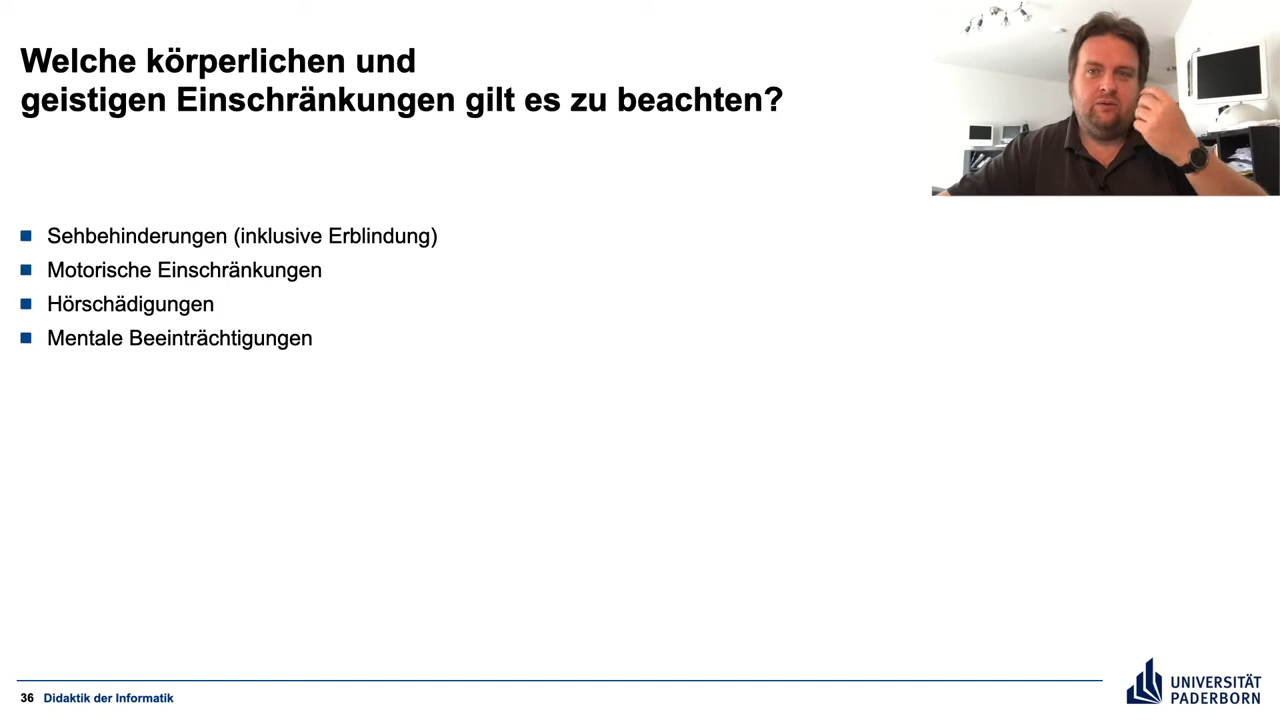 Welche körperlichen und
geistigen Einschränkungen gilt es zu beachten?
Sehbehinderungen (inklusive Erblindung)
Motorische Einschränkungen
Hörschädigungen
Mentale Beeinträchtigungen
36 Didaktik der Informatik
UNIVERSITÄT
PADERBORN